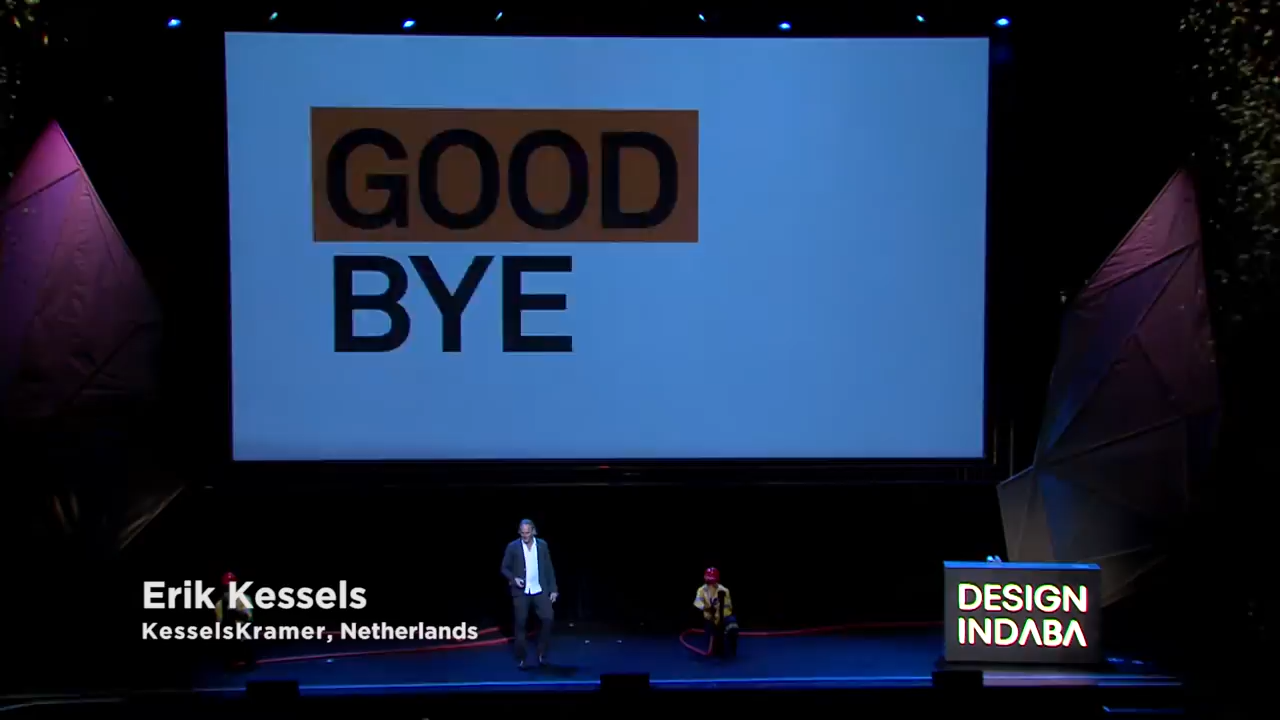 GOOD
BYE
Erik Kessels
KesselsKramer, Netherlands
DESIGN
INDABA